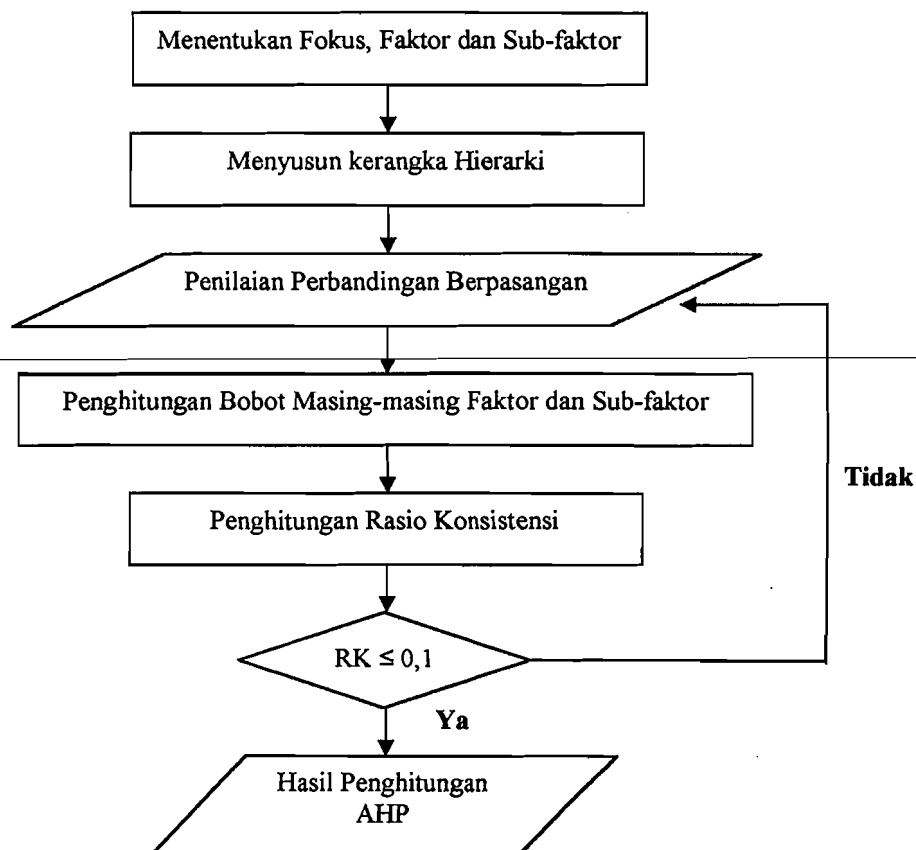 Menentukan Fokus, Faktor dan Sub-faktor
Menyusun kerangka Hierarki
Penilaian Perbandingan Berpasangan
Penghitungan Bobot Masing-masing Faktor dan Sub-faktor
Tidak
Penghitungan Rasio Konsistensi
RK ≤ 0,1
Ya
Hasil Penghitungan
AHP